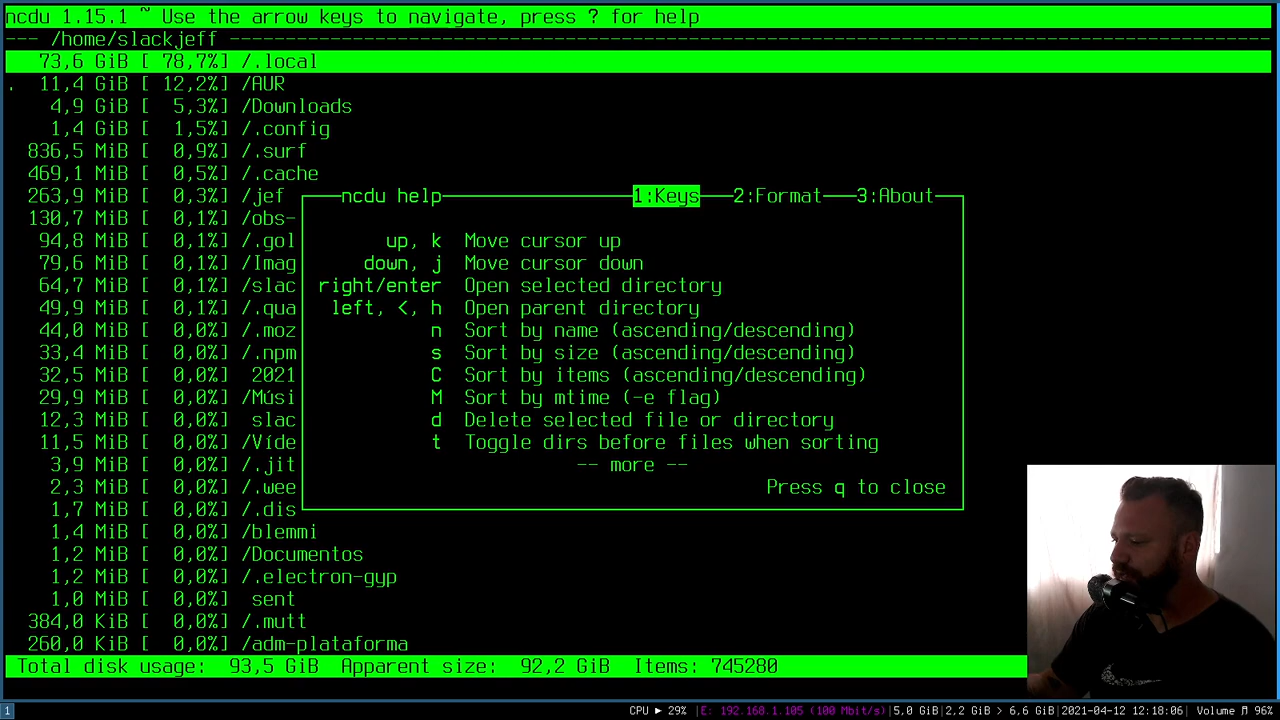 ncdu 1.15.1 ~ Use the arrow keys to navigate, press ? for help
--- /home/slackjeff ---
73,6 GiB [ 78,7%] /.local
. 11,4 GiB [ 12,2%] /AUR
4,9 GiB [ 5,3%] /Downloads
1,4 GiB [ 1,5%] /.config
836,5 MiB [ 0,9%] /.surf
469,1 MiB [ 0,5%] /.cache
263,9 MiB [ 0,3%] /jef
130,7 MiB [ 0,1%] /obs-
94,8 MiB [ 0,1%] /.gol
79,6 MiB [ 0,1%] /Imag
64,7 MiB [ 0,1%] /slac
49,9 MiB [ 0,1%] /.qua
44,0 MiB [ 0,0%] /.moz
33,4 MiB [ 0,0%] /.npm
32,5 MiB [ 0,0%] 2021
29,9 MiB [ 0,0%] /Músi
12,3 MiB [ 0,0%] slac
11,5 MiB [ 0,0%] /Víde
3,9 MiB [ 0,0%] /.jit
2,3 MiB [ 0,0%] /.wee
1,7 MiB [ 0,0%] /.dis
1,4 MiB [ 0,0%] /blemmi
1,2 MiB [ 0,0%] /Documentos
1,2 MiB [ 0,0%] /.electron-gyp
1,0 MiB [ 0,0%] sent
384,0 KiB [ 0,0%] /.mutt
260,0 KiB [ 0,0%] /adm-plataforma
Total disk usage: 93,5 GiB Apparent size: 92,2 GiB Items: 745280
ncdu help 1:Keys 2:Format 3:About
up, k Move cursor up
down, j Move cursor down
right/enter Open selected directory
left, <, h Open parent directory
n Sort by name (ascending/descending)
s Sort by size (ascending/descending)
C Sort by items (ascending/descending)
M Sort by mtime (-e flag)
d Delete selected file or directory
t Toggle dirs before files when sorting
-- more --
Press q to close
1 CPU ► 29% |E: 192.168.1.105 (100 Mbit/s)|5,0 GiB|2,2 GiB > 6,6 GiB|2021-04-12 12:18:06| Volume ♬ 96%